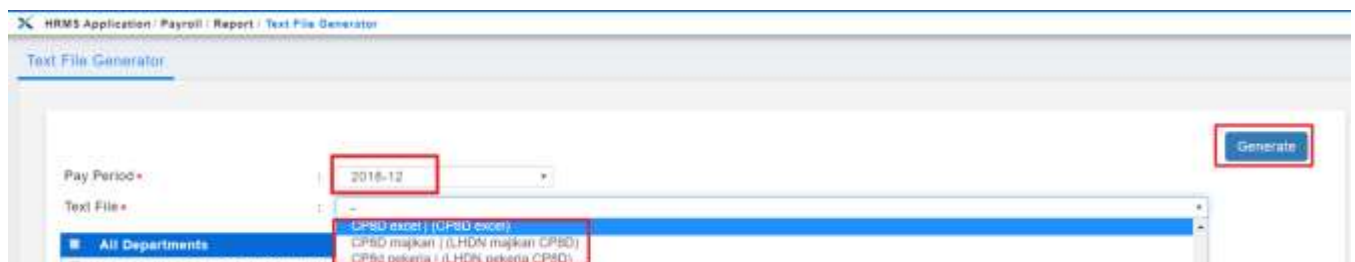 HRMS Application / Payroll / Report / Text File Generator
Text File Generator
Generate
Pay Period* : 2018-12
Text File* : -
CP8D excel | (CP8D excel)
All Departments
CP8D majikan | (LHDN majikan CP8D)
CP8d pekerja | (LHDN pekerja CP8D)